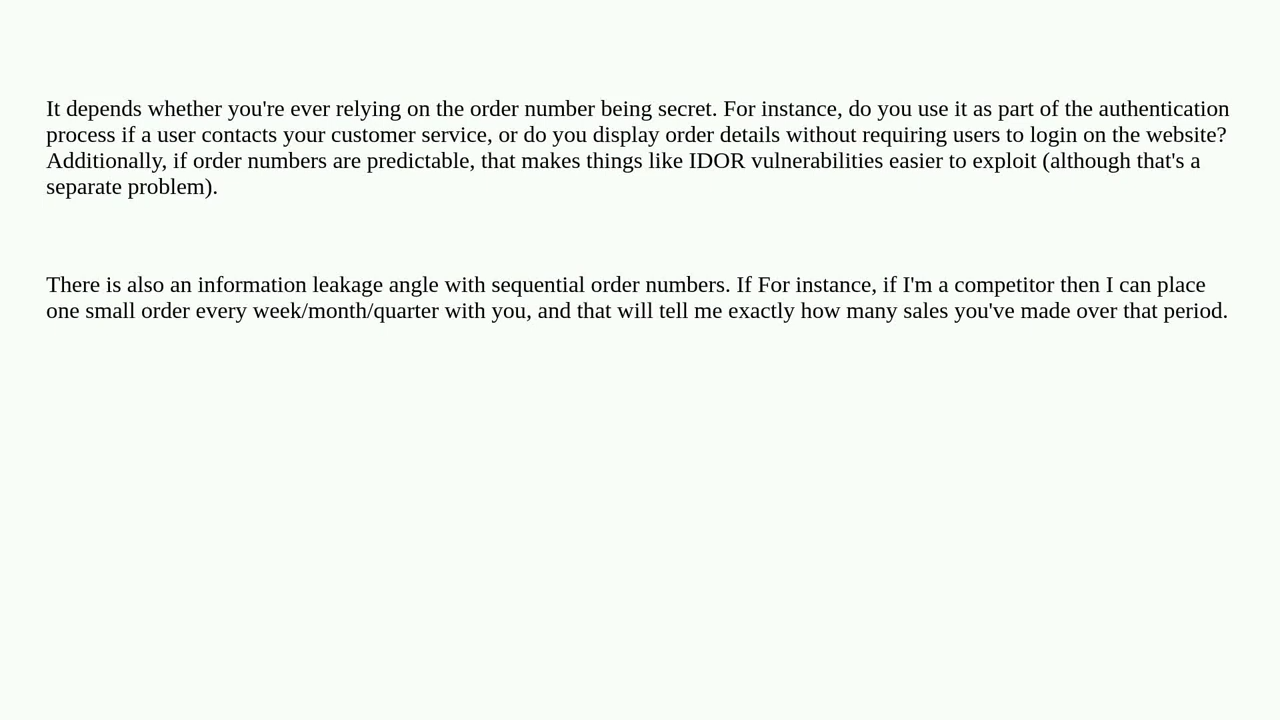 It depends whether you're ever relying on the order number being secret. For instance, do you use it as part of the authentication
process if a user contacts your customer service, or do you display order details without requiring users to login on the website?
Additionally, if order numbers are predictable, that makes things like IDOR vulnerabilities easier to exploit (although that's a
separate problem).
There is also an information leakage angle with sequential order numbers. If For instance, if I'm a competitor then I can place
one small order every week/month/quarter with you, and that will tell me exactly how many sales you've made over that period.